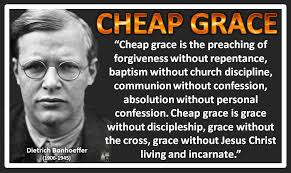 CHEAP GRACE
“Cheap grace is the preaching of
forgiveness without repentance,
baptism without church discipline,
communion without confession,
absolution without personal
confession. Cheap grace is grace
without discipleship, grace without
the cross, grace without Jesus Christ
living and incarnate.”
Dietrich Bonhoeffer
(1906-1945)